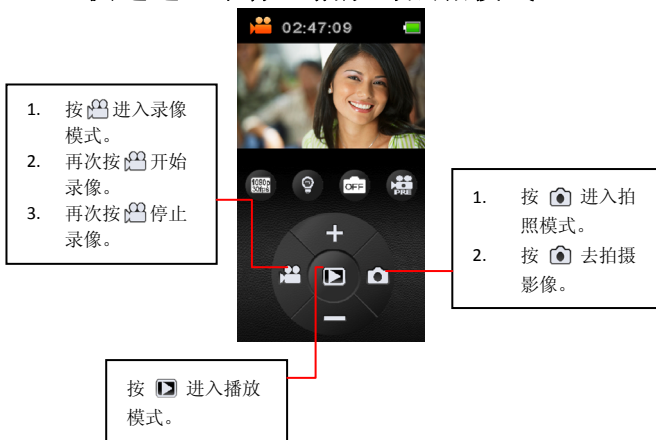 02:47:09
1. 按 进入录像
模式。
2. 再次按 开始
录像。
3. 再次按 停止
录像。
1080p
30fps
OFF
PRE
1. 按 进入拍
照模式。
2. 按 去拍摄
影像。
按 进入播放
模式。